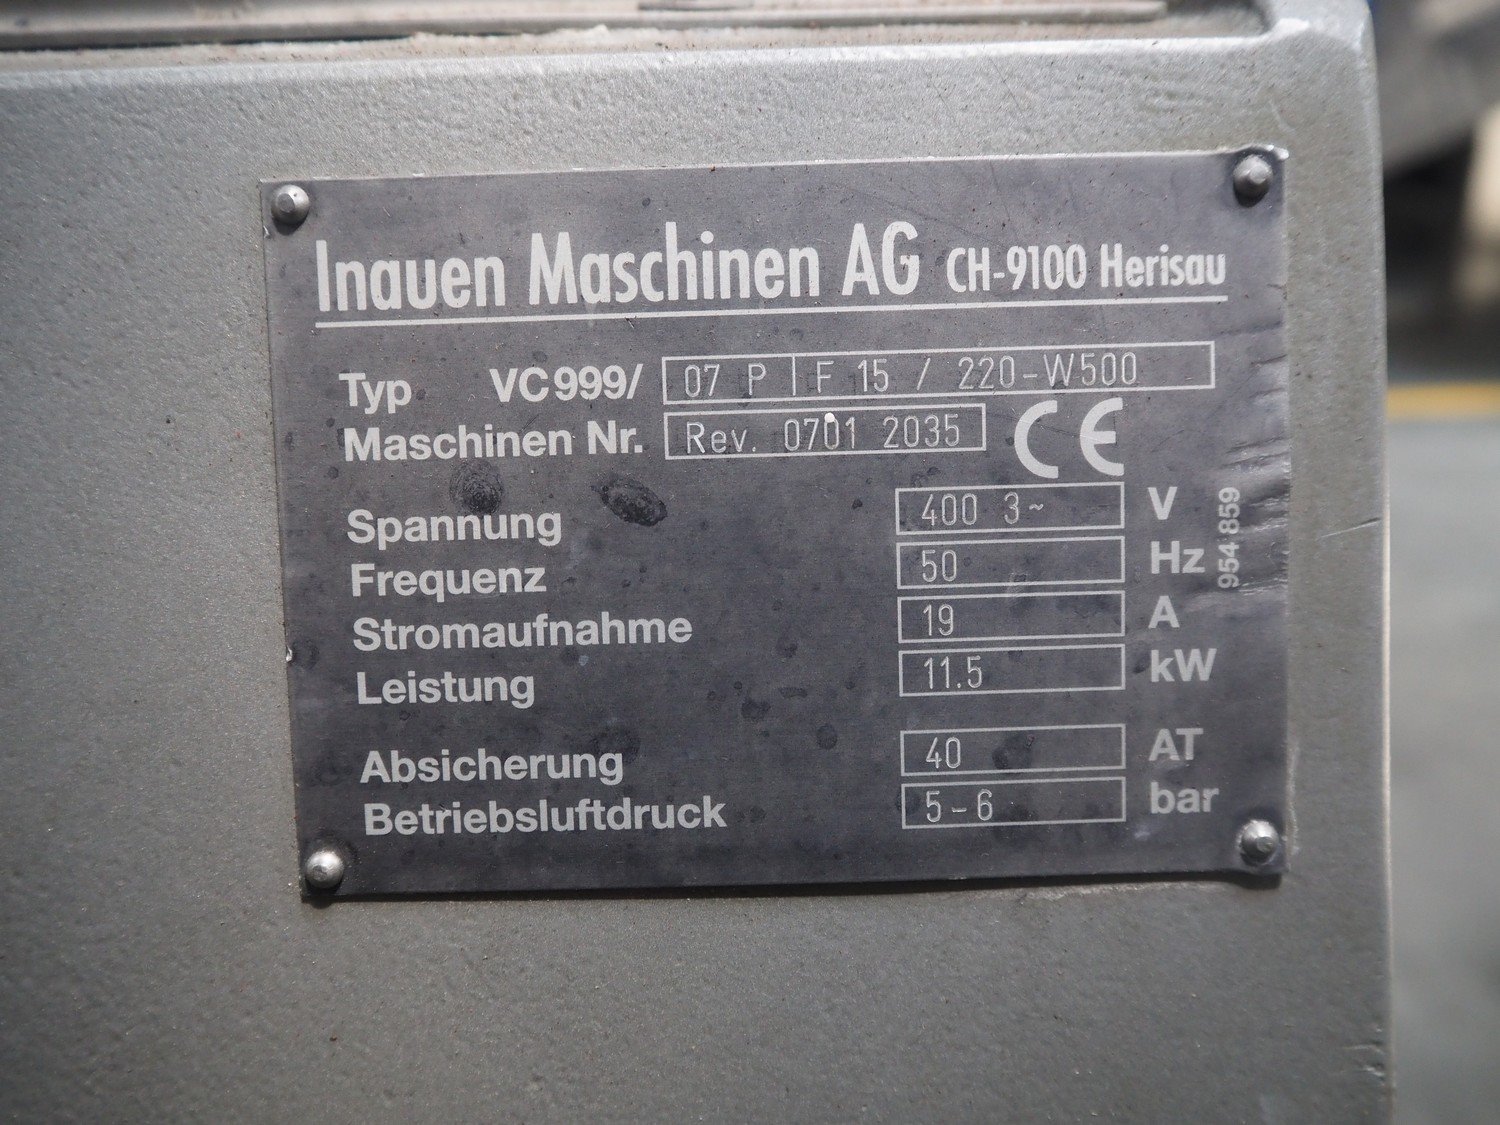 Inauen Maschinen AG CH-9100 Herisau
Typ VC999/ 07 P | F 15 / 220-W500
Maschinen Nr. Rev. 0701 2035 CE
Spannung 400 3~ V
Frequenz 50 Hz
Stromaufnahme 19 A
Leistung 11.5 kW
Absicherung 40 AT
Betriebsluftdruck 5-6 bar
954 859